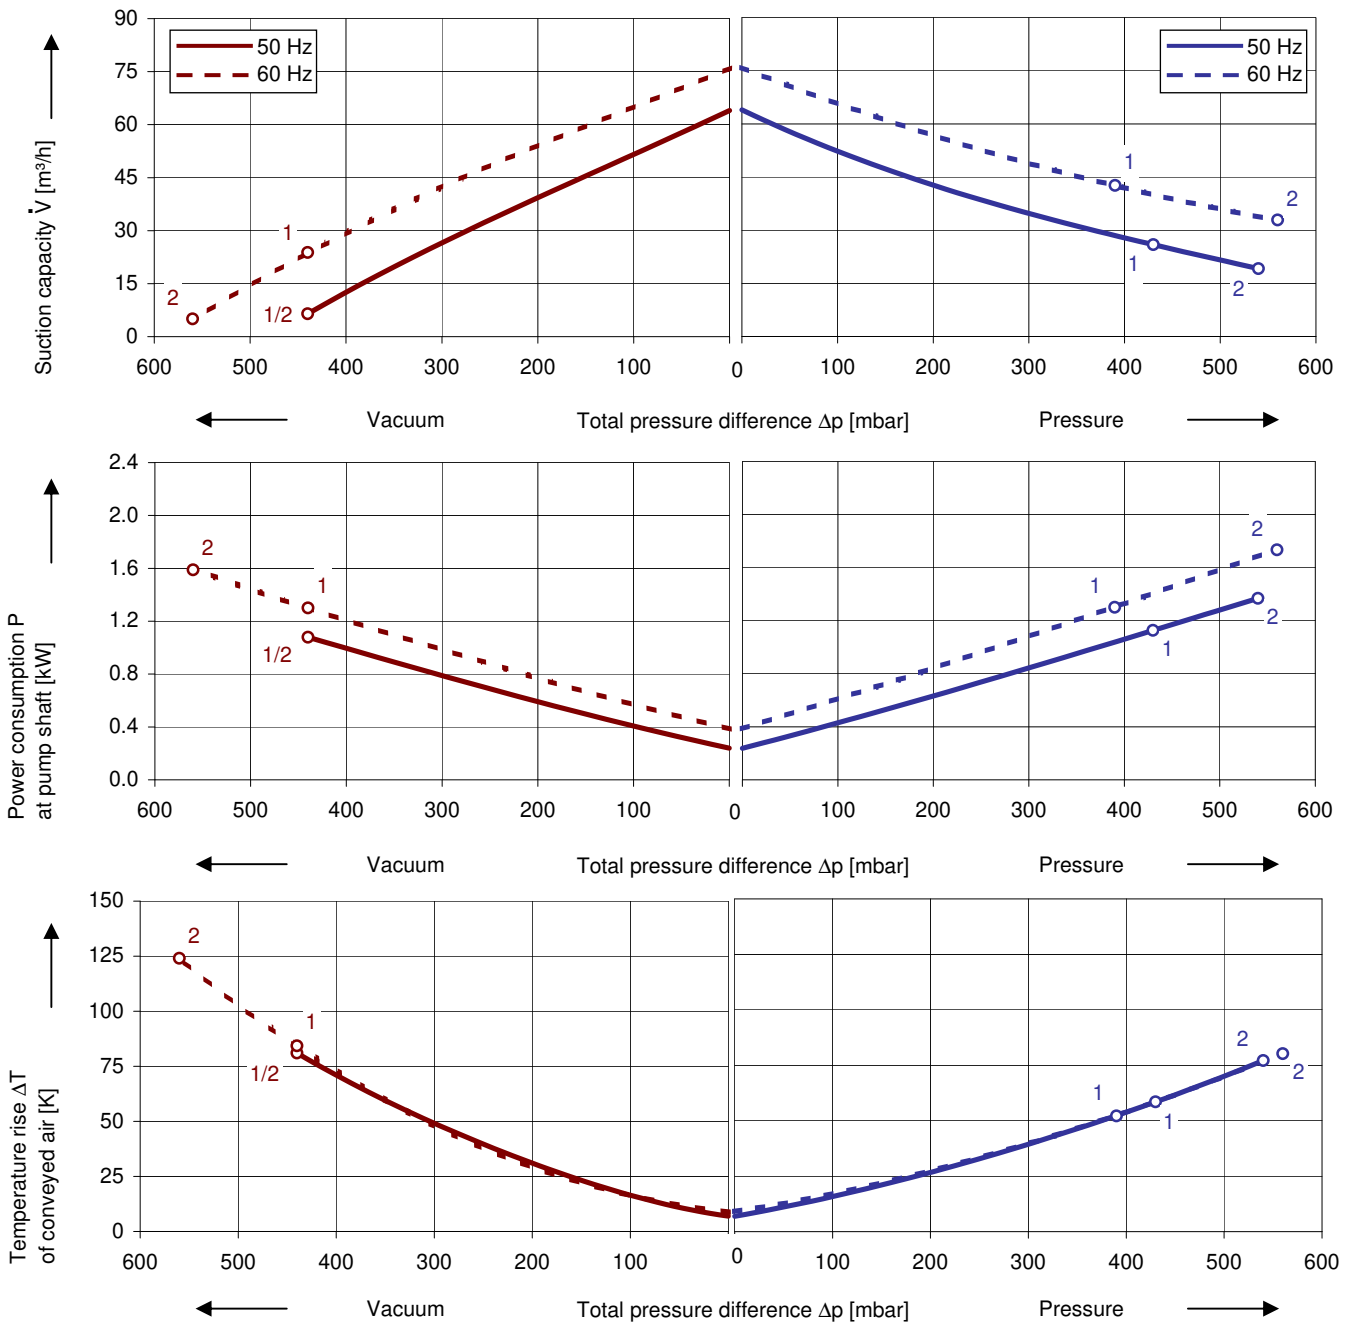 90
75
60
45
30
15
0
Suction capacity V̇ [m³/h]
50 Hz
60 Hz
50 Hz
60 Hz
1
2
1/2
1
2
1
2
600 500 400 300 200 100 0 100 200 300 400 500 600
Vacuum Total pressure difference Δp [mbar] Pressure
2.4
2.0
1.6
1.2
0.8
0.4
0.0
Power consumption P
at pump shaft [kW]
2
1
1/2
2
1
2
1
600 500 400 300 200 100 0 100 200 300 400 500 600
Vacuum Total pressure difference Δp [mbar] Pressure
150
125
100
75
50
25
0
Temperature rise ΔT
of conveyed air [K]
2
1
1/2
2
2
1
1
600 500 400 300 200 100 0 100 200 300 400 500 600
Vacuum Total pressure difference Δp [mbar] Pressure